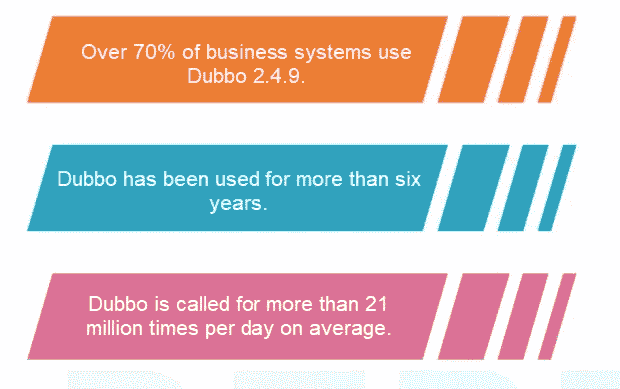 Over 70% of business systems use
Dubbo 2.4.9.
Dubbo has been used for more than six
years.
Dubbo is called for more than 21
million times per day on average.